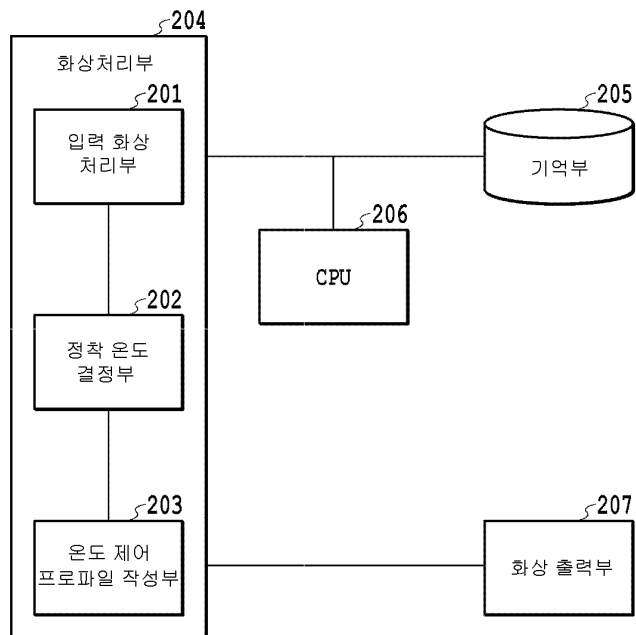 204
화상처리부
201
입력 화상
처리부
205
기억부
206
CPU
202
정착 온도
결정부
203
온도 제어
프로파일 작성부
207
화상 출력부